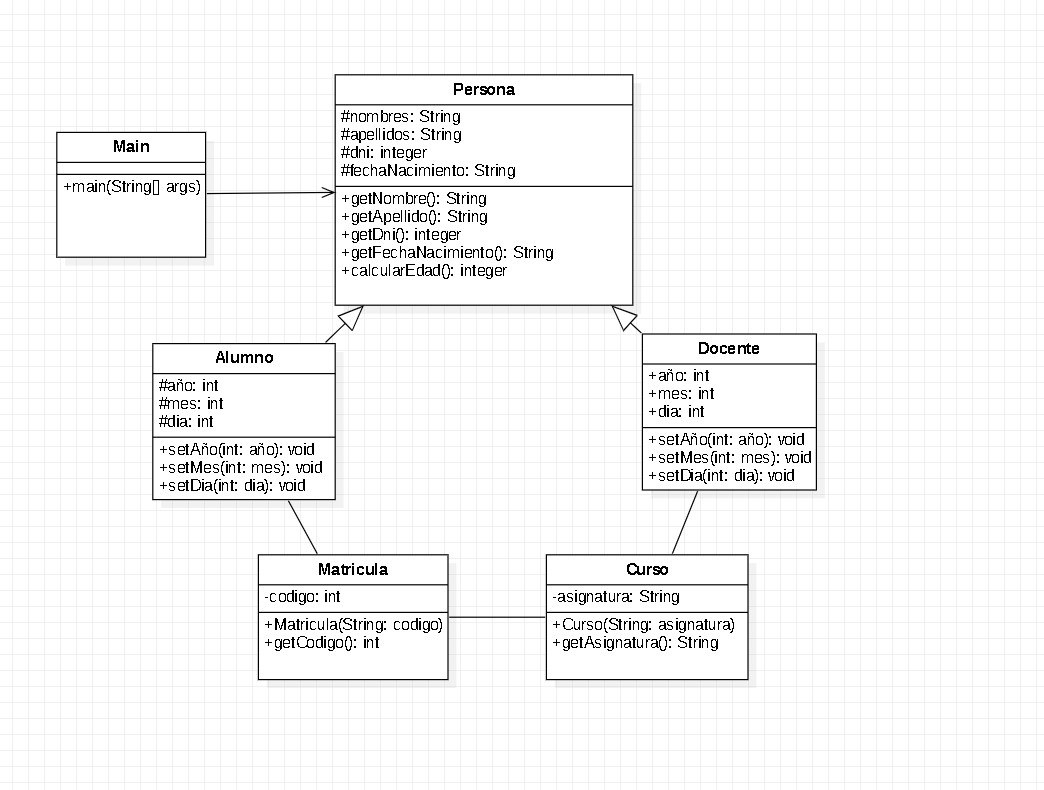 Persona
#nombres: String
#apellidos: String
#dni: integer
#fechaNacimiento: String
+getNombre(): String
+getApellido(): String
+getDni(): integer
+getFechaNacimiento(): String
+calcularEdad(): integer
Main
+main(String[] args)
Alumno
#año: int
#mes: int
#dia: int
+setAño(int: año): void
+setMes(int: mes): void
+setDia(int: dia): void
Docente
+año: int
+mes: int
+dia: int
+setAño(int: año): void
+setMes(int: mes): void
+setDia(int: dia): void
Matricula
-codigo: int
+Matricula(String: codigo)
+getCodigo(): int
Curso
-asignatura: String
+Curso(String: asignatura)
+getAsignatura(): String